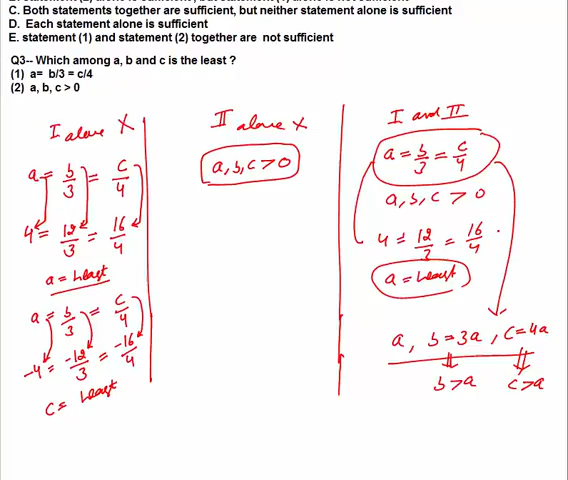 C. Both statements together are sufficient, but neither statement alone is sufficient
D. Each statement alone is sufficient
E. statement (1) and statement (2) together are not sufficient
Q3-- Which among a, b and c is the least ?
(1) a= b/3 = c/4
(2) a, b, c > 0
I alone X
a = b/3 = c/4
4 = 12/3 = 16/4
a = least
a = b/3 = c/4
-4 = -12/3 = -16/4
c = least
II alone X
a, b, c > 0
I and II
a = b/3 = c/4
a, b, c > 0
4 = 12/3 = 16/4
a = least
a, b = 3a, c = 4a
b > a c > a